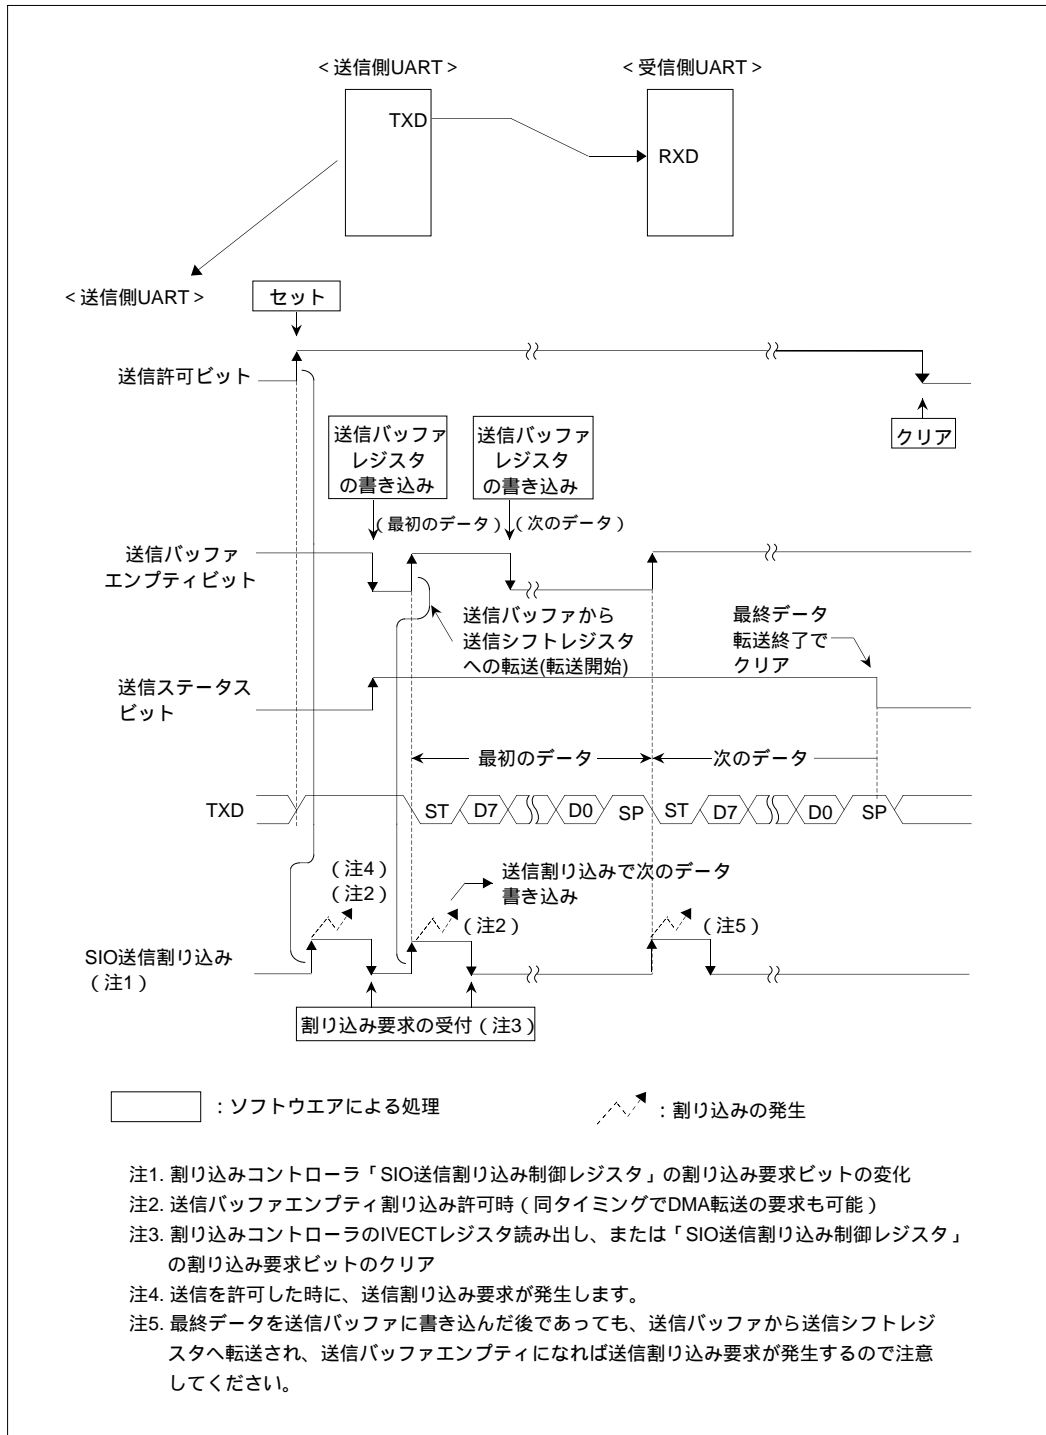 ＜送信側UART＞
＜受信側UART＞
TXD
RXD
＜送信側UART＞
セット
送信許可ビット
クリア
送信バッファ
レジスタ
の書き込み
送信バッファ
レジスタ
の書き込み
（最初のデータ）
（次のデータ）
送信バッファ
エンプティビット
送信バッファから
送信シフトレジスタ
への転送(転送開始)
最終データ
転送終了で
クリア
送信ステータス
ビット
最初のデータ
次のデータ
TXD
ST
D7
D0
SP
ST
D7
D0
SP
（注4）
（注2）
送信割り込みで次のデータ
書き込み
（注2）
（注5）
SIO送信割り込み
（注1）
割り込み要求の受付（注3）
：ソフトウエアによる処理
：割り込みの発生
注1. 割り込みコントローラ「SIO送信割り込み制御レジスタ」の割り込み要求ビットの変化
注2. 送信バッファエンプティ割り込み許可時（同タイミングでDMA転送の要求も可能）
注3. 割り込みコントローラのIVECTレジスタ読み出し、または「SIO送信割り込み制御レジスタ」
の割り込み要求ビットのクリア
注4. 送信を許可した時に、送信割り込み要求が発生します。
注5. 最終データを送信バッファに書き込んだ後であっても、送信バッファから送信シフトレジ
スタへ転送され、送信バッファエンプティになれば送信割り込み要求が発生するので注意
してください。